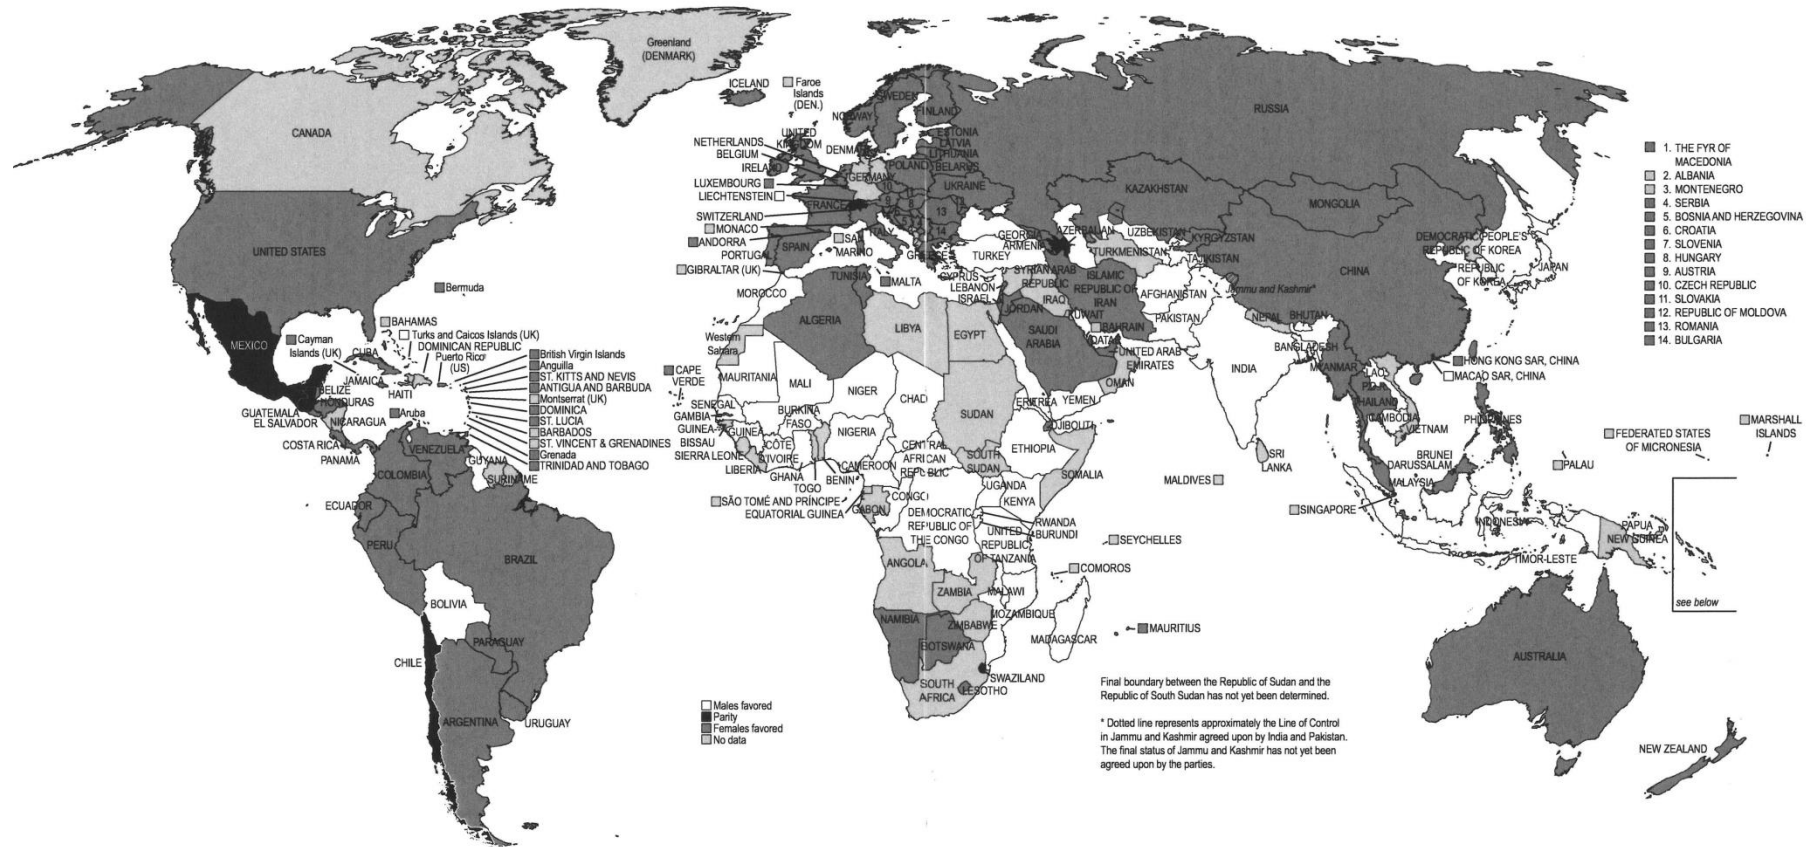 Greenland
(DENMARK)
ICELAND
Faroe
Islands
(DEN.)
SWEDEN
FINLAND
NORWAY
RUSSIA
CANADA
UNITED
KINGDOM
NETHERLANDS
BELGIUM
IRELAND
DENMARK
ESTONIA
LATVIA
LITHUANIA
BELARUS
POLAND
GERMANY
LUXEMBOURG
LIECHTENSTEIN
UKRAINE
KAZAKHSTAN
MONGOLIA
FRANCE
SWITZERLAND
MONACO
ANDORRA
PORTUGAL
SPAIN
SAN
MARINO
ITALY
GREECE
GEORGIA
ARMENIA
AZERBAIJAN
TURKEY
UZBEKISTAN
KYRGYZSTAN
TURKMENISTAN
TAJIKISTAN
DEMOCRATIC PEOPLE'S
REPUBLIC OF KOREA
REPUBLIC
OF KOREA
JAPAN
CHINA
UNITED STATES
GIBRALTAR (UK)
TUNISIA
MALTA
CYPRUS
LEBANON
ISRAEL
SYRIAN ARAB
REPUBLIC
ISLAMIC
REPUBLIC OF
IRAN
IRAQ
JORDAN
KUWAIT
AFGHANISTAN
PAKISTAN
Jammu and Kashmir*
NEPAL
BHUTAN
BANGLADESH
MYANMAR
INDIA
MOROCCO
ALGERIA
LIBYA
EGYPT
SAUDI
ARABIA
BAHRAIN
QATAR
UNITED ARAB
EMIRATES
OMAN
YEMEN
Western
Sahara
Bermuda
BAHAMAS
MEXICO
Cayman
Islands (UK)
Turks and Caicos Islands (UK)
DOMINICAN REPUBLIC
Puerto Rico
(US)
CUBA
JAMAICA
HAITI
BELIZE
HONDURAS
GUATEMALA
EL SALVADOR
NICARAGUA
COSTA RICA
PANAMA
Aruba
British Virgin Islands
Anguilla
ST. KITTS AND NEVIS
ANTIGUA AND BARBUDA
Montserrat (UK)
DOMINICA
ST. LUCIA
BARBADOS
ST. VINCENT & GRENADINES
Grenada
TRINIDAD AND TOBAGO
VENEZUELA
GUYANA
SURINAME
COLOMBIA
ECUADOR
PERU
BRAZIL
BOLIVIA
PARAGUAY
CHILE
ARGENTINA
URUGUAY
CAPE
VERDE
MAURITANIA
MALI
NIGER
CHAD
SUDAN
ERITREA
DJIBOUTI
SENEGAL
GAMBIA
GUINEA-
BISSAU
GUINEA
SIERRA LEONE
LIBERIA
BURKINA
FASO
CÔTE
D'IVOIRE
GHANA
TOGO
BENIN
NIGERIA
CAMEROON
CENTRAL
AFRICAN
REPUBLIC
SOUTH
SUDAN
ETHIOPIA
SOMALIA
UGANDA
KENYA
SÃO TOMÉ AND PRÍNCIPE
EQUATORIAL GUINEA
GABON
CONGO
DEMOCRATIC
REPUBLIC OF
THE CONGO
RWANDA
BURUNDI
UNITED
REPUBLIC
OF TANZANIA
SEYCHELLES
COMOROS
ANGOLA
ZAMBIA
MALAWI
MOZAMBIQUE
ZIMBABWE
MADAGASCAR
MAURITIUS
NAMIBIA
BOTSWANA
SWAZILAND
LESOTHO
SOUTH
AFRICA
HONG KONG SAR, CHINA
MACAO SAR, CHINA
LAO
P.D.R.
THAILAND
CAMBODIA
VIETNAM
PHILIPPINES
SRI
LANKA
MALDIVES
BRUNEI
DARUSSALAM
MALAYSIA
SINGAPORE
INDONESIA
TIMOR-LESTE
PAPUA
NEW GUINEA
PALAU
FEDERATED STATES
OF MICRONESIA
MARSHALL
ISLANDS
see below
AUSTRALIA
NEW ZEALAND
1. THE FYR OF
MACEDONIA
2. ALBANIA
3. MONTENEGRO
4. SERBIA
5. BOSNIA AND HERZEGOVINA
6. CROATIA
7. SLOVENIA
8. HUNGARY
9. AUSTRIA
10. CZECH REPUBLIC
11. SLOVAKIA
12. REPUBLIC OF MOLDOVA
13. ROMANIA
14. BULGARIA
Males favored
Parity
Females favored
No data
Final boundary between the Republic of Sudan and the
Republic of South Sudan has not yet been determined.
* Dotted line represents approximately the Line of Control
in Jammu and Kashmir agreed upon by India and Pakistan.
The final status of Jammu and Kashmir has not yet been
agreed upon by the parties.